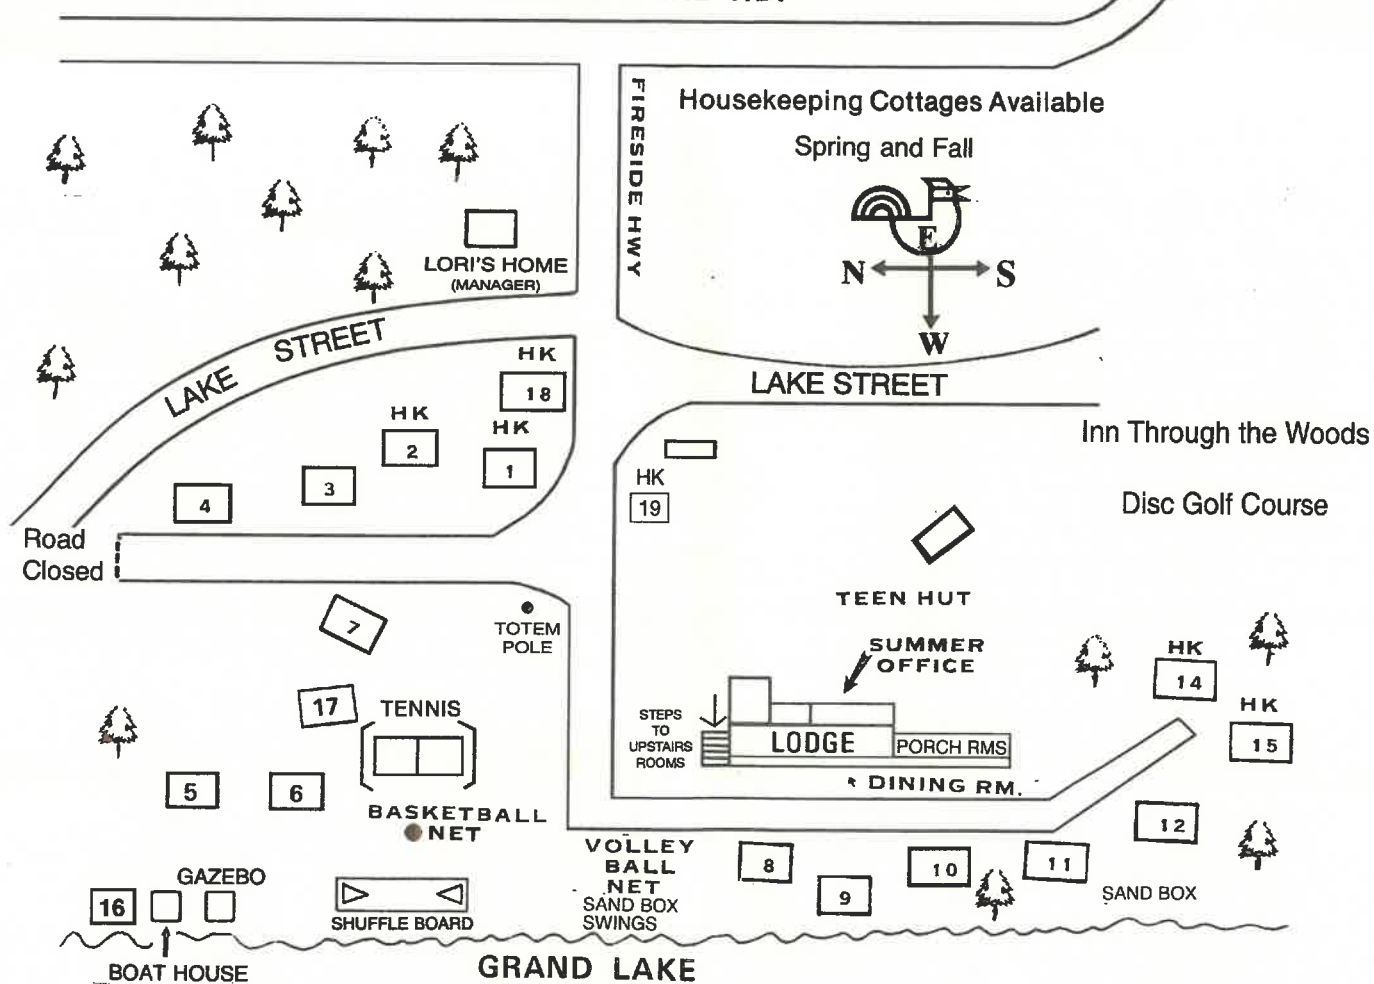 FIRESIDE HWY
Housekeeping Cottages Available
Spring and Fall
E
N S
W
LORI'S HOME
(MANAGER)
LAKE STREET
LAKE STREET
HK
18
HK
2
HK
1
3
4
Inn Through the Woods
HK
19
Disc Golf Course
Road
Closed
TOTEM
POLE
7
TEEN HUT
SUMMER
OFFICE
HK
14
HK
15
17
TENNIS
STEPS
TO
UPSTAIRS
ROOMS
LODGE
PORCH RMS
DINING RM.
5
6
BASKETBALL
NET
12
VOLLEY
BALL
NET
SAND BOX
SWINGS
8
9
10
11
SAND BOX
GAZEBO
16
SHUFFLE BOARD
BOAT HOUSE
GRAND LAKE